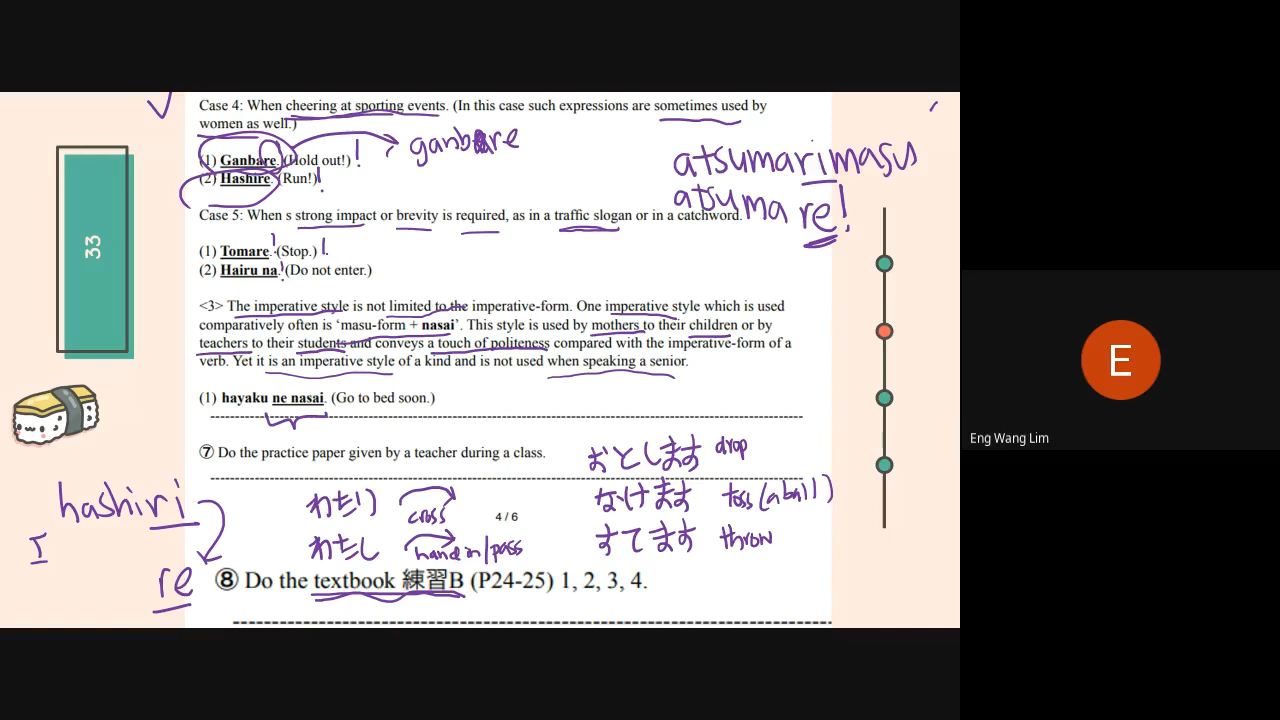 Case 4: When cheering at sporting events. (In this case such expressions are sometimes used by
women as well.)
(1) Ganbare. (Hold out!) !
ganbare
(2) Hashire. (Run!) !
atsumarimasu
atsumare!
Case 5: When s strong impact or brevity is required, as in a traffic slogan or in a catchword.
(1) Tomare. ! (Stop.) !
(2) Hairu na. ! (Do not enter.)
<3> The imperative style is not limited to the imperative-form. One imperative style which is used
comparatively often is ‘masu-form + nasai’. This style is used by mothers to their children or by
teachers to their students and conveys a touch of politeness compared with the imperative-form of a
verb. Yet it is an imperative style of a kind and is not used when speaking a senior.
(1) hayaku ne nasai. (Go to bed soon.)
⑦ Do the practice paper given by a teacher during a class.
おとします drop
なげます toss (a ball)
すてます throw
わたり cross
わたし hand in/pass
hashiri
I
re
4 / 6
⑧ Do the textbook 練習B (P24-25) 1, 2, 3, 4.
33
E
Eng Wang Lim